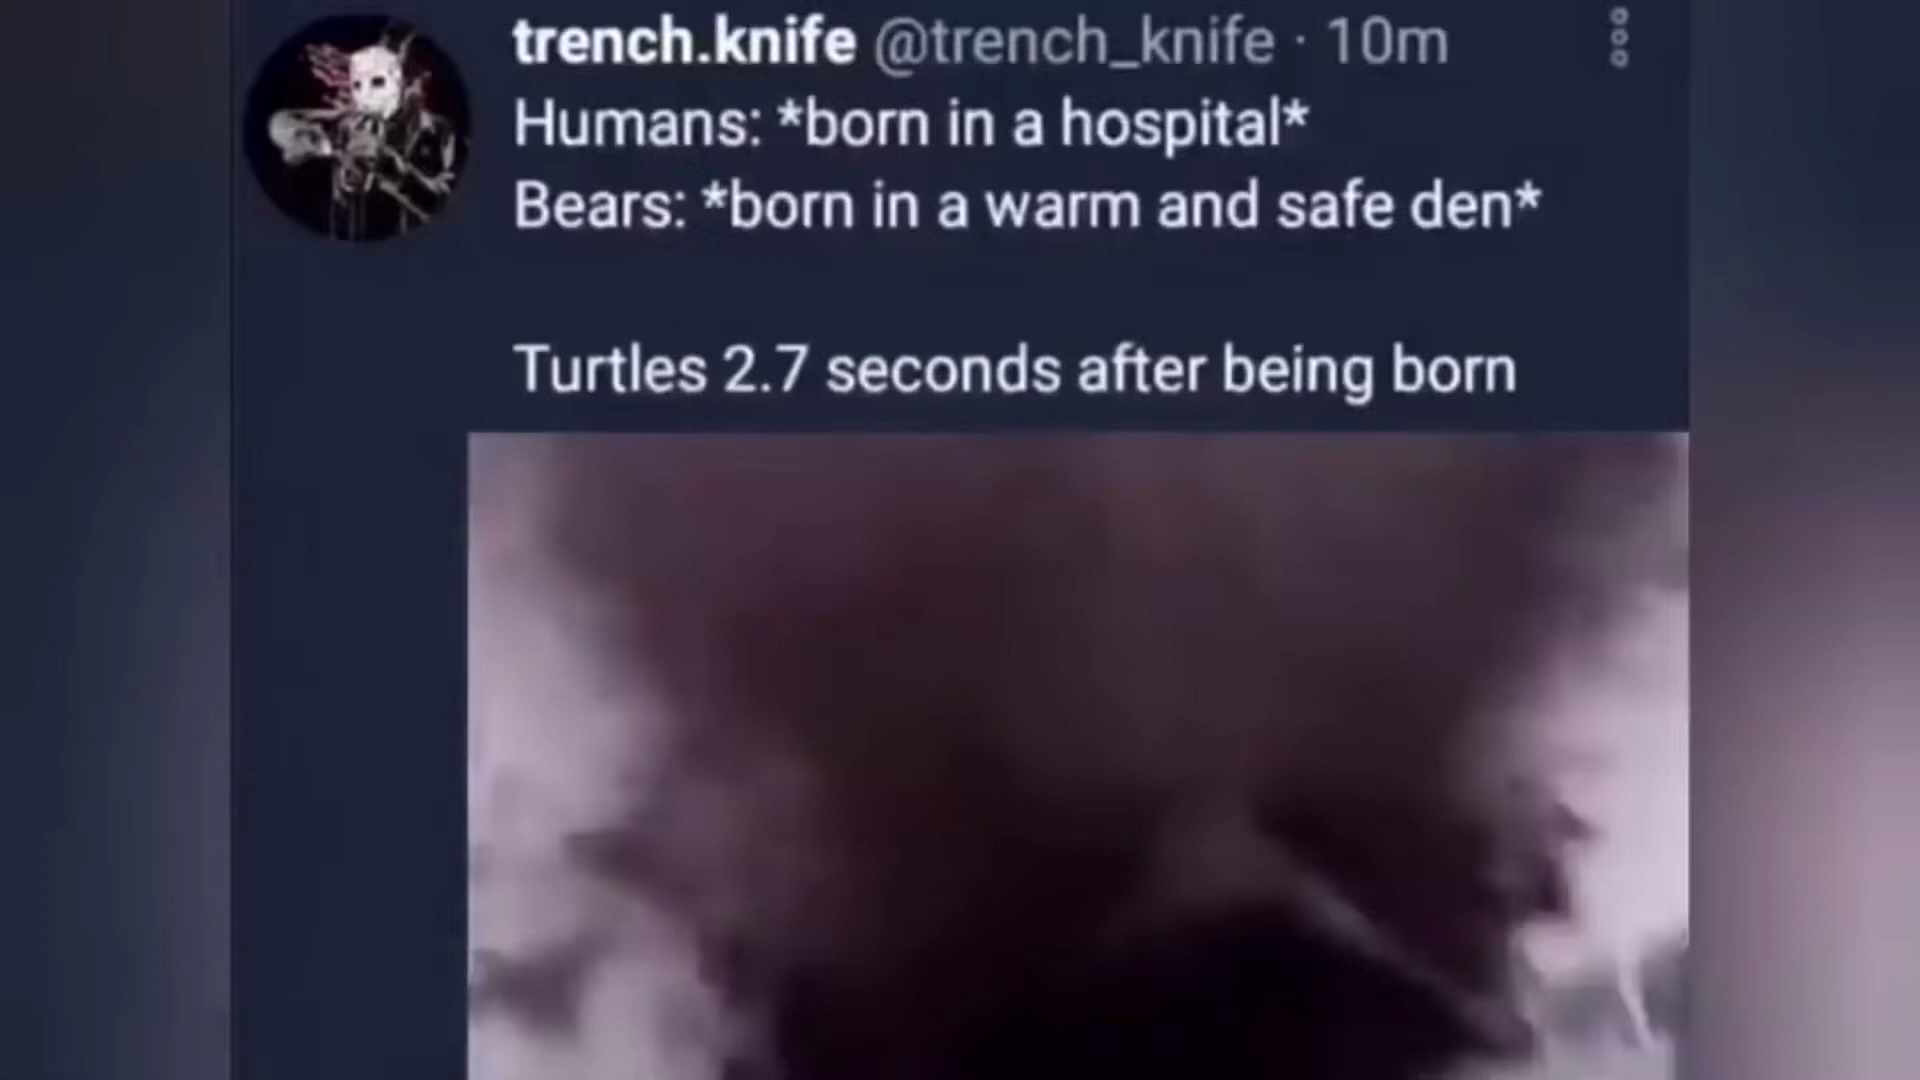 trench.knife @trench_knife · 10m
Humans: *born in a hospital*
Bears: *born in a warm and safe den*
Turtles 2.7 seconds after being born